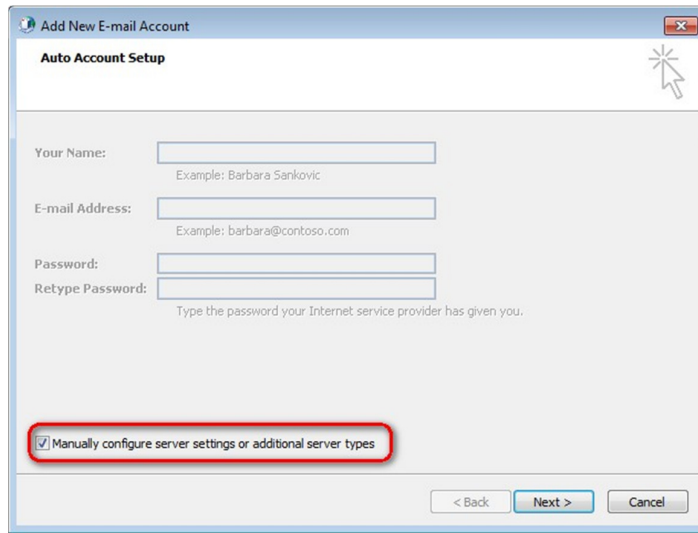 Add New E-mail Account
Auto Account Setup
Your Name:
Example: Barbara Sankovic
E-mail Address:
Example: barbara@contoso.com
Password:
Retype Password:
Type the password your Internet service provider has given you.
Manually configure server settings or additional server types
< Back Next > Cancel